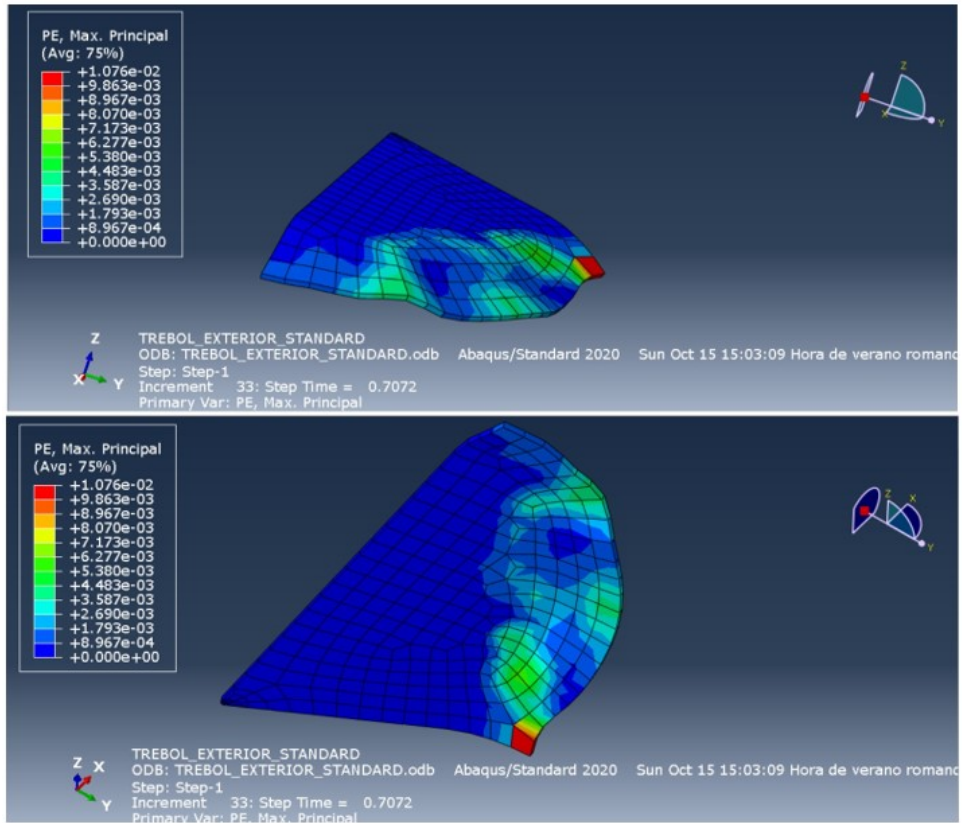 PE, Max. Principal
(Avg: 75%)
+1.076e-02
+9.863e-03
+8.967e-03
+8.070e-03
+7.173e-03
+6.277e-03
+5.380e-03
+4.483e-03
+3.587e-03
+2.690e-03
+1.793e-03
+8.967e-04
+0.000e+00
Z
X
Y
Z
X
Y
TREBOL_EXTERIOR_STANDARD
ODB: TREBOL_EXTERIOR_STANDARD.odb Abaqus/Standard 2020 Sun Oct 15 15:03:09 Hora de verano romanc
Step: Step-1
Increment 33: Step Time = 0.7072
Primary Var: PE, Max. Principal
PE, Max. Principal
(Avg: 75%)
+1.076e-02
+9.863e-03
+8.967e-03
+8.070e-03
+7.173e-03
+6.277e-03
+5.380e-03
+4.483e-03
+3.587e-03
+2.690e-03
+1.793e-03
+8.967e-04
+0.000e+00
Z
X
Y
Z
X
Y
TREBOL_EXTERIOR_STANDARD
ODB: TREBOL_EXTERIOR_STANDARD.odb Abaqus/Standard 2020 Sun Oct 15 15:03:09 Hora de verano romanc
Step: Step-1
Increment 33: Step Time = 0.7072
Primary Var: PE, Max. Principal